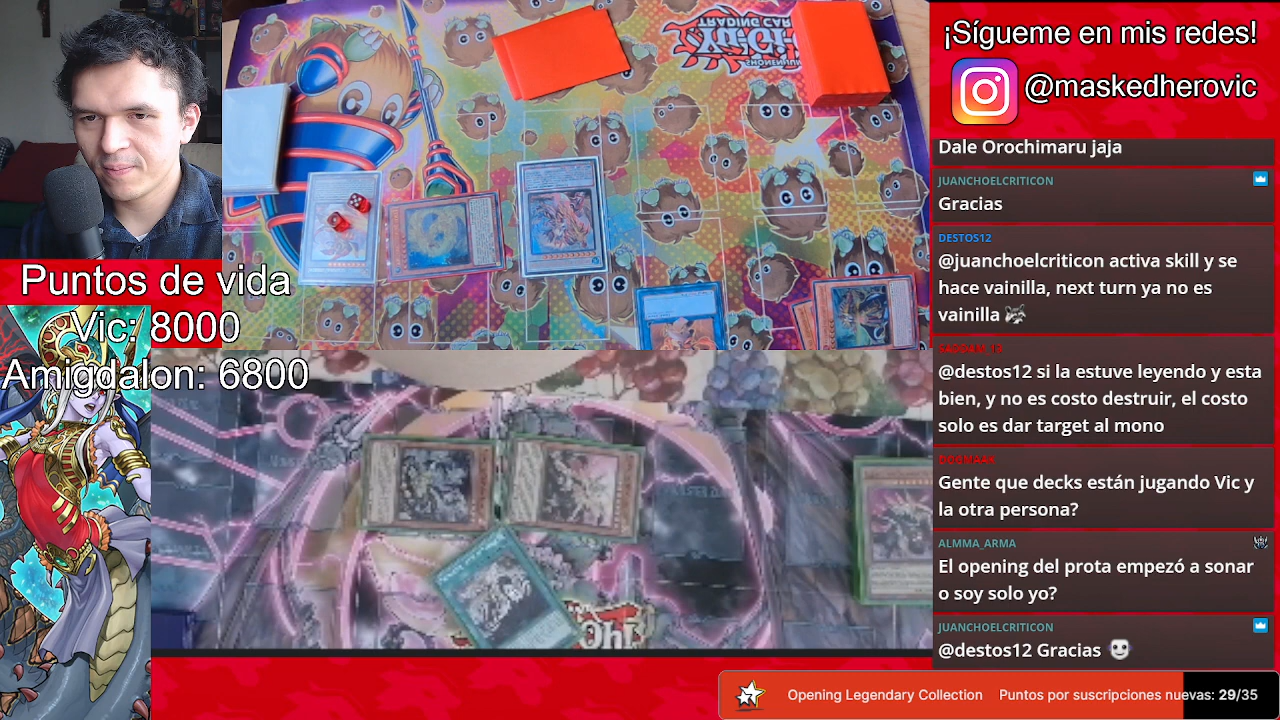 ¡Sígueme en mis redes!
@maskedherovic
Dale Orochimaru jaja
JUANCHOELCRITICON
Gracias
DESTOS12
@juanchoelcriticon activa skill y se
hace vainilla, next turn ya no es
vainilla
@destos12 si la estuve leyendo y esta
bien, y no es costo destruir, el costo
solo es dar target al mono
Gente que decks están jugando Vic y
la otra persona?
ALMMA_ARMA
El opening del prota empezó a sonar
o soy solo yo?
JUANCHOELCRITICON
@destos12 Gracias
Puntos de vida
Vic: 8000
Amigdalon: 6800
TRADING CAR
Oh!
Opening Legendary Collection Puntos por suscripciones nuevas: 29/35